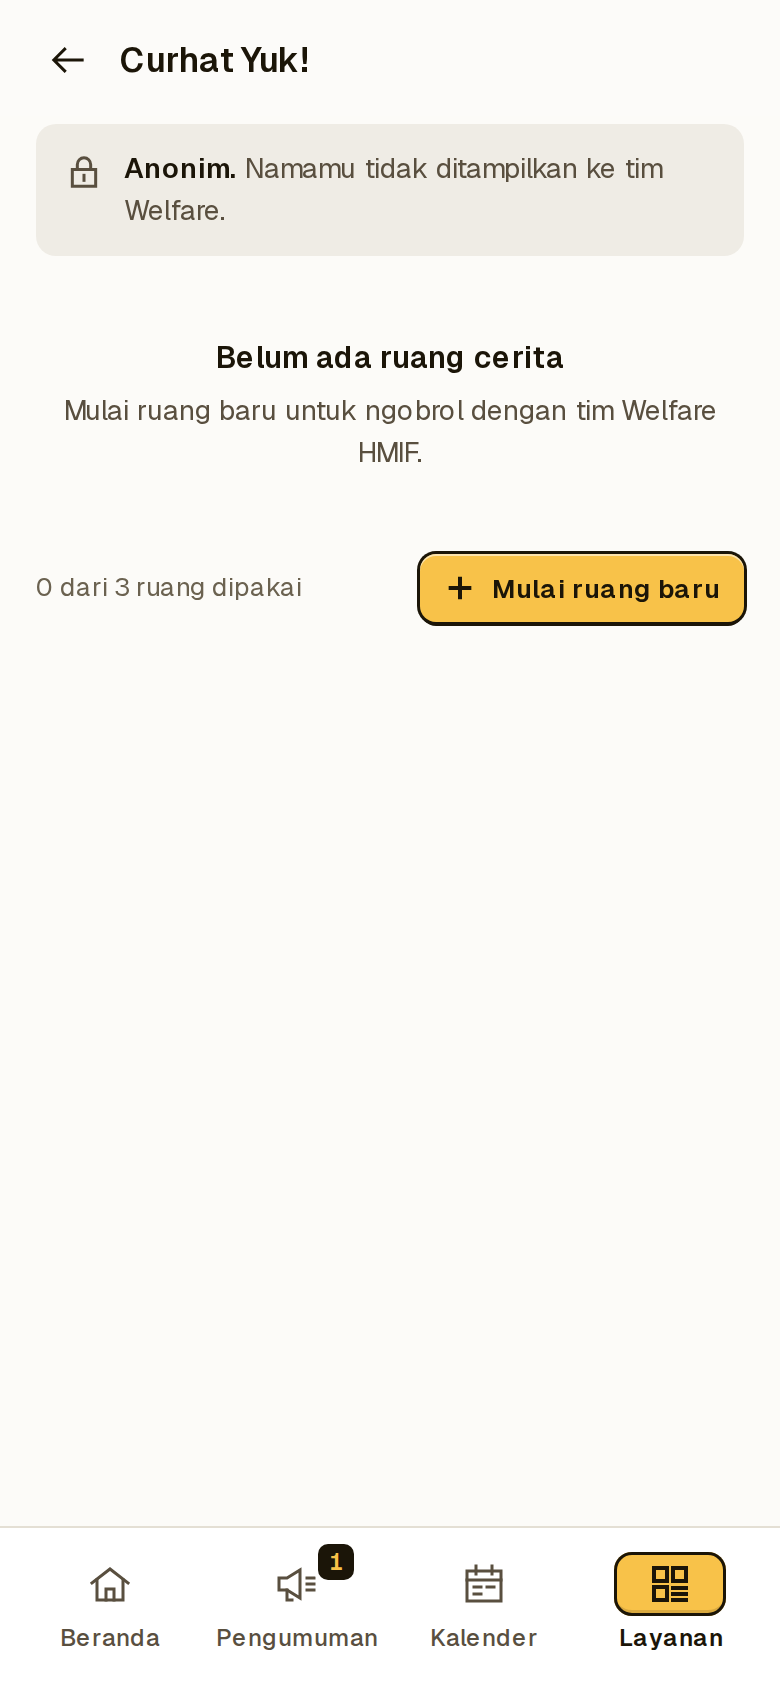 Curhat Yuk!
Anonim. Namamu tidak ditampilkan ke tim
Welfare.
Belum ada ruang cerita
Mulai ruang baru untuk ngobrol dengan tim Welfare
HMIF.
0 dari 3 ruang dipakai
Mulai ruang baru
1
Beranda
Pengumuman
Kalender
Layanan